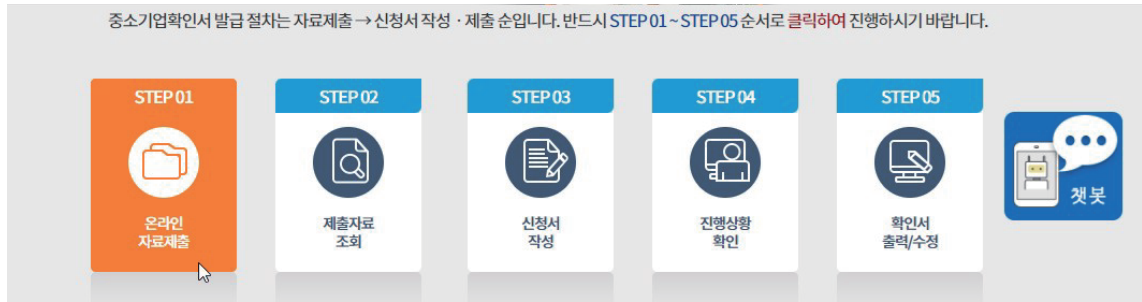 중소기업확인서 발급 절차는 자료제출 → 신청서 작성 · 제출 순입니다. 반드시 STEP 01 ~ STEP 05 순서로 클릭하여 진행하시기 바랍니다.
STEP 01
온라인
자료제출
STEP 02
제출자료
조회
STEP 03
신청서
작성
STEP 04
진행상황
확인
STEP 05
확인서
출력/수정
챗봇